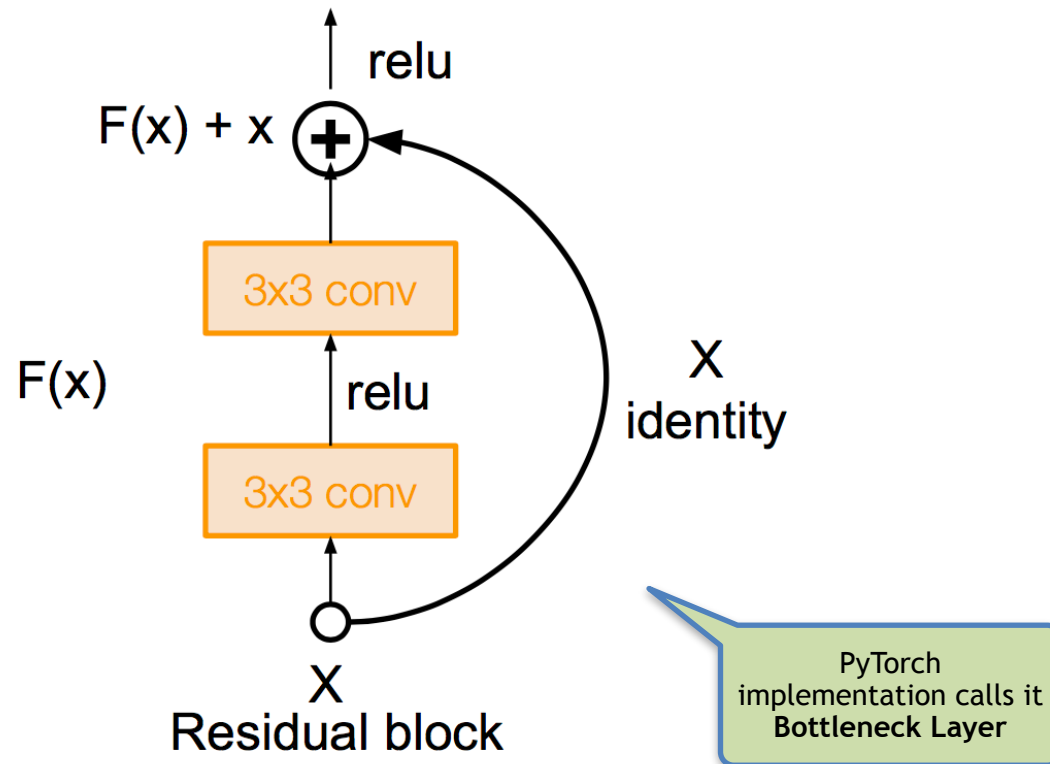 relu
F(x) + x
3x3 conv
F(x)
relu
X
identity
3x3 conv
X
Residual block
PyTorch
implementation calls it
Bottleneck Layer